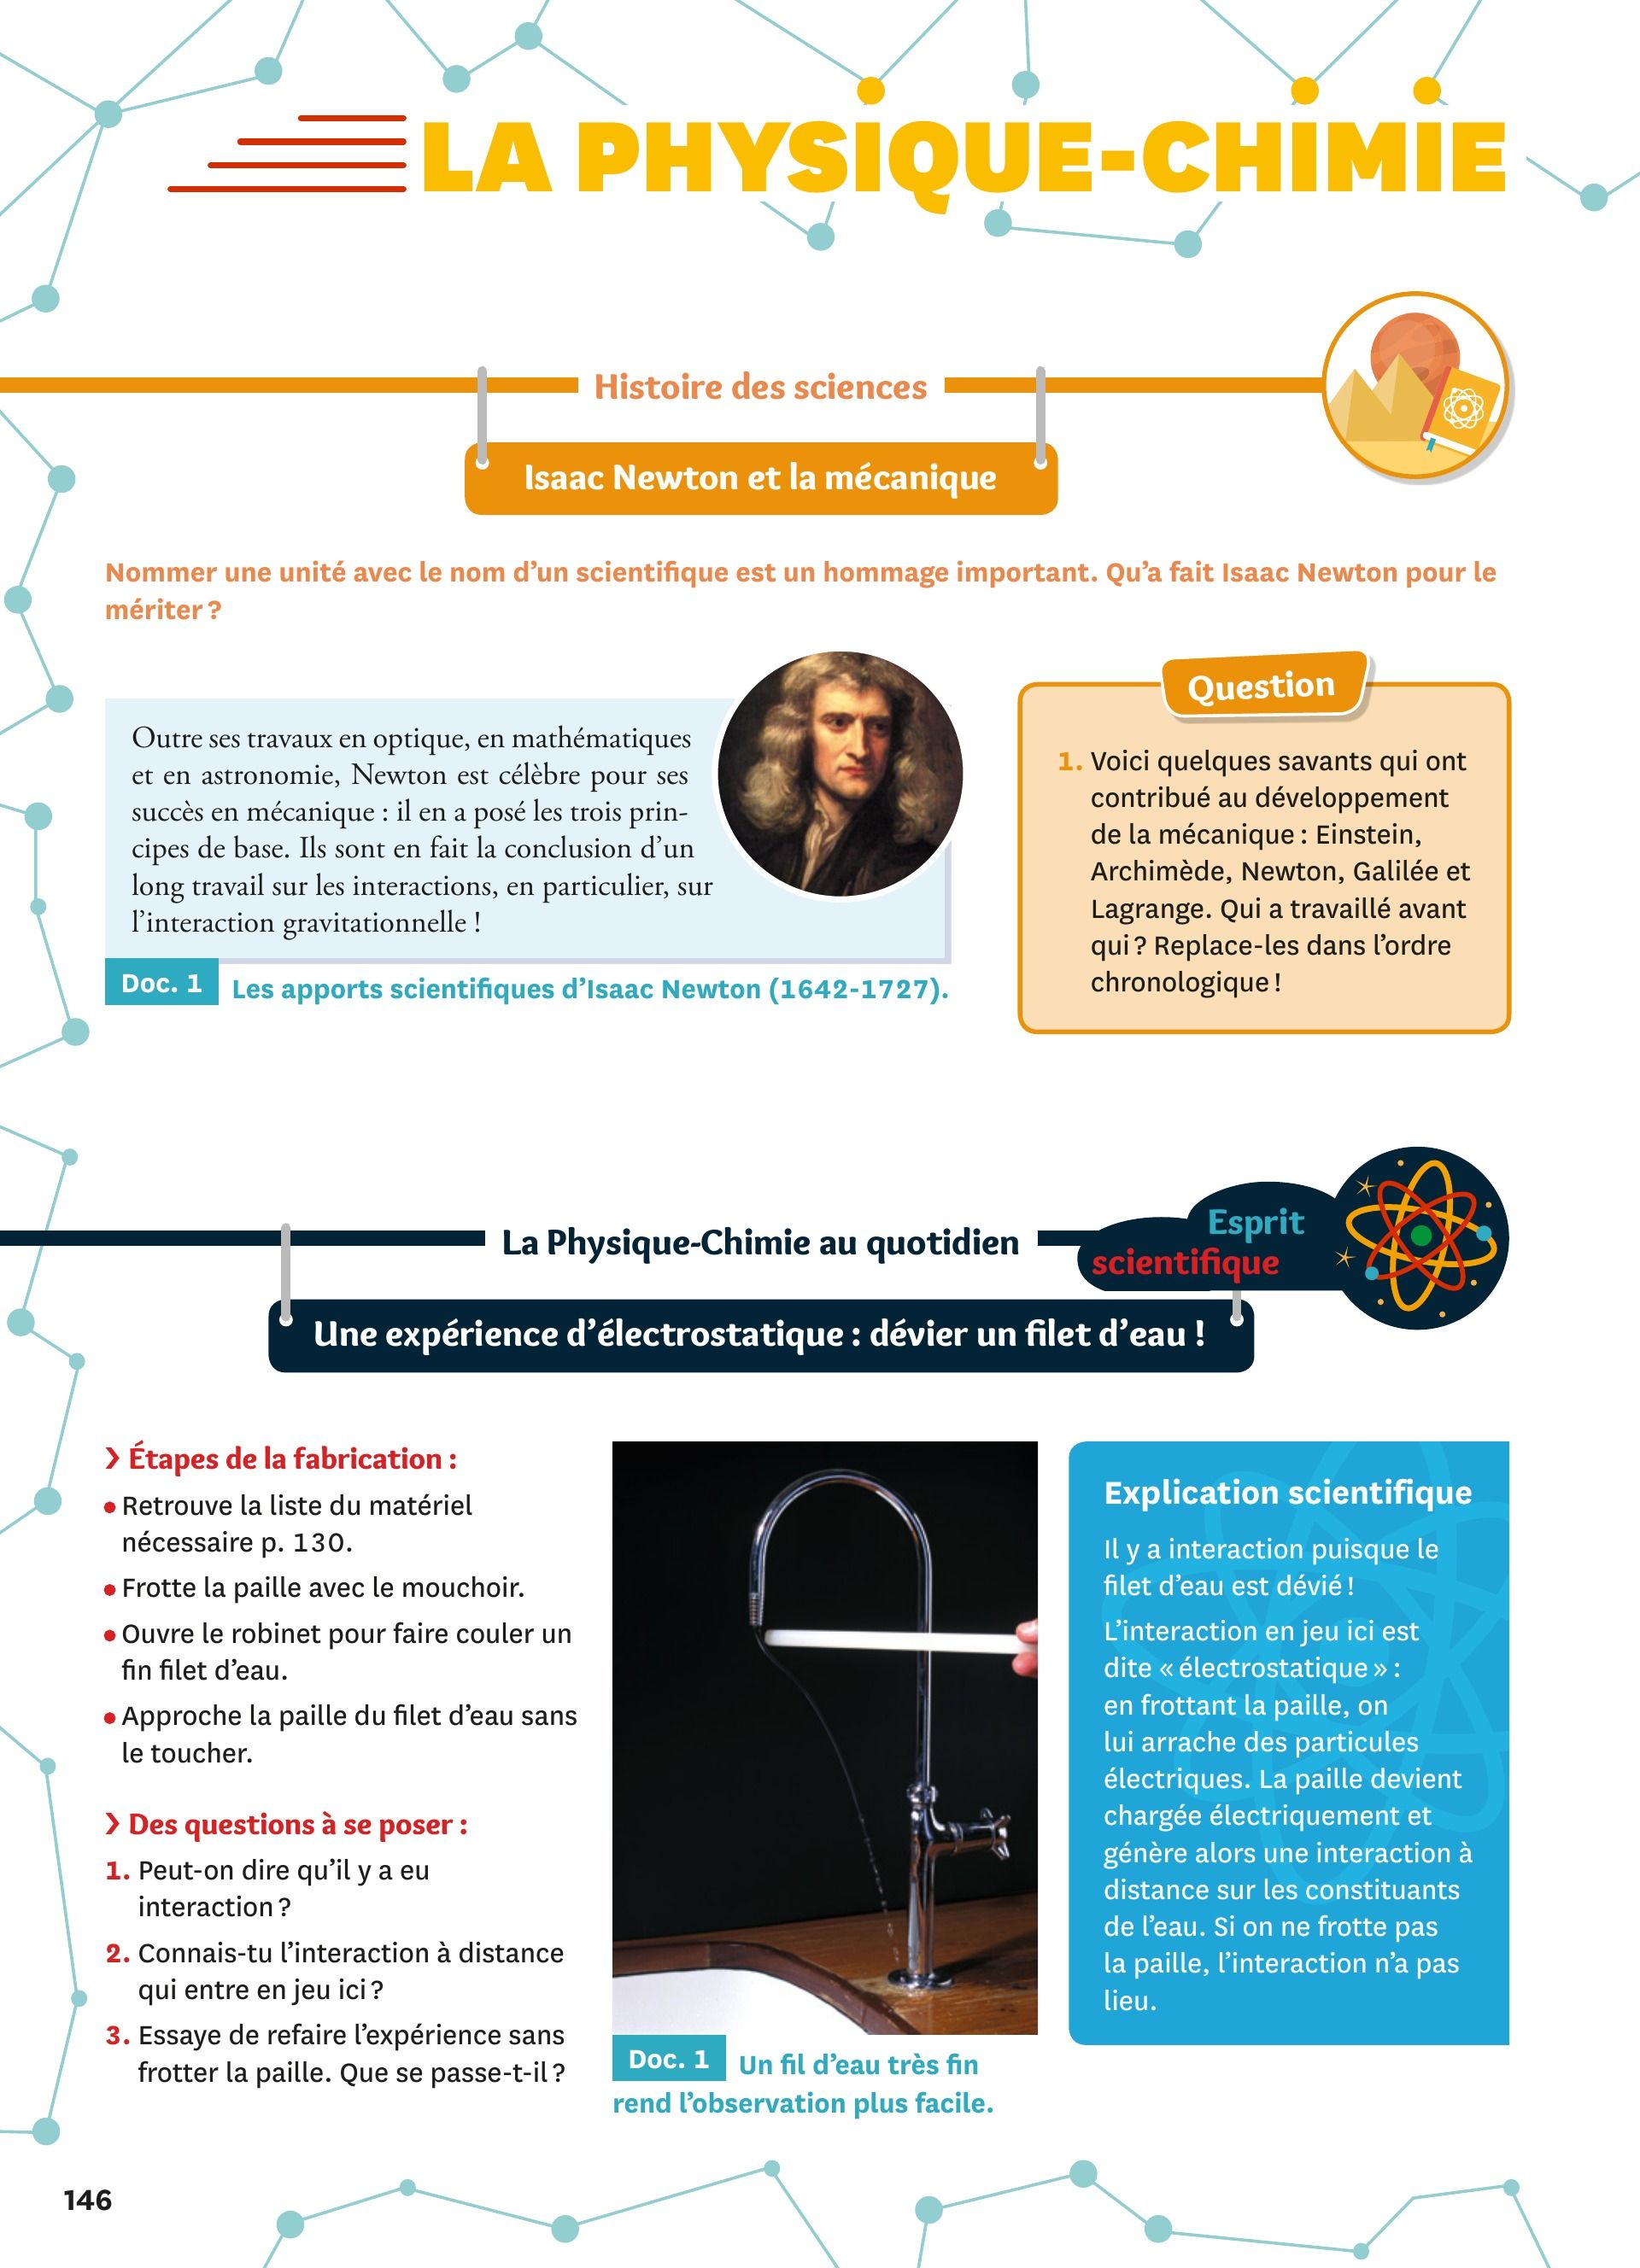 LA PHYSIQUE-CHIMIE
Histoire des sciences
Isaac Newton et la mécanique
Nommer une unité avec le nom d’un scientifique est un hommage important. Qu’a fait Isaac Newton pour le
mériter ?
Outre ses travaux en optique, en mathématiques
et en astronomie, Newton est célèbre pour ses
succès en mécanique : il en a posé les trois prin-
cipes de base. Ils sont en fait la conclusion d’un
long travail sur les interactions, en particulier, sur
l’interaction gravitationnelle !
Doc. 1 Les apports scientifiques d’Isaac Newton (1642-1727).
Question
1. Voici quelques savants qui ont
contribué au développement
de la mécanique : Einstein,
Archimède, Newton, Galilée et
Lagrange. Qui a travaillé avant
qui ? Replace-les dans l’ordre
chronologique !
La Physique-Chimie au quotidien
Esprit
scientifique
Une expérience d’électrostatique : dévier un filet d’eau !
› Étapes de la fabrication :
• Retrouve la liste du matériel
nécessaire p. 130.
• Frotte la paille avec le mouchoir.
• Ouvre le robinet pour faire couler un
fin filet d’eau.
• Approche la paille du filet d’eau sans
le toucher.
› Des questions à se poser :
1. Peut-on dire qu’il y a eu
interaction ?
2. Connais-tu l’interaction à distance
qui entre en jeu ici ?
3. Essaye de refaire l’expérience sans
frotter la paille. Que se passe-t-il ?
Doc. 1 Un fil d’eau très fin
rend l’observation plus facile.
Explication scientifique
Il y a interaction puisque le
filet d’eau est dévié !
L’interaction en jeu ici est
dite « électrostatique » :
en frottant la paille, on
lui arrache des particules
électriques. La paille devient
chargée électriquement et
génère alors une interaction à
distance sur les constituants
de l’eau. Si on ne frotte pas
la paille, l’interaction n’a pas
lieu.
146